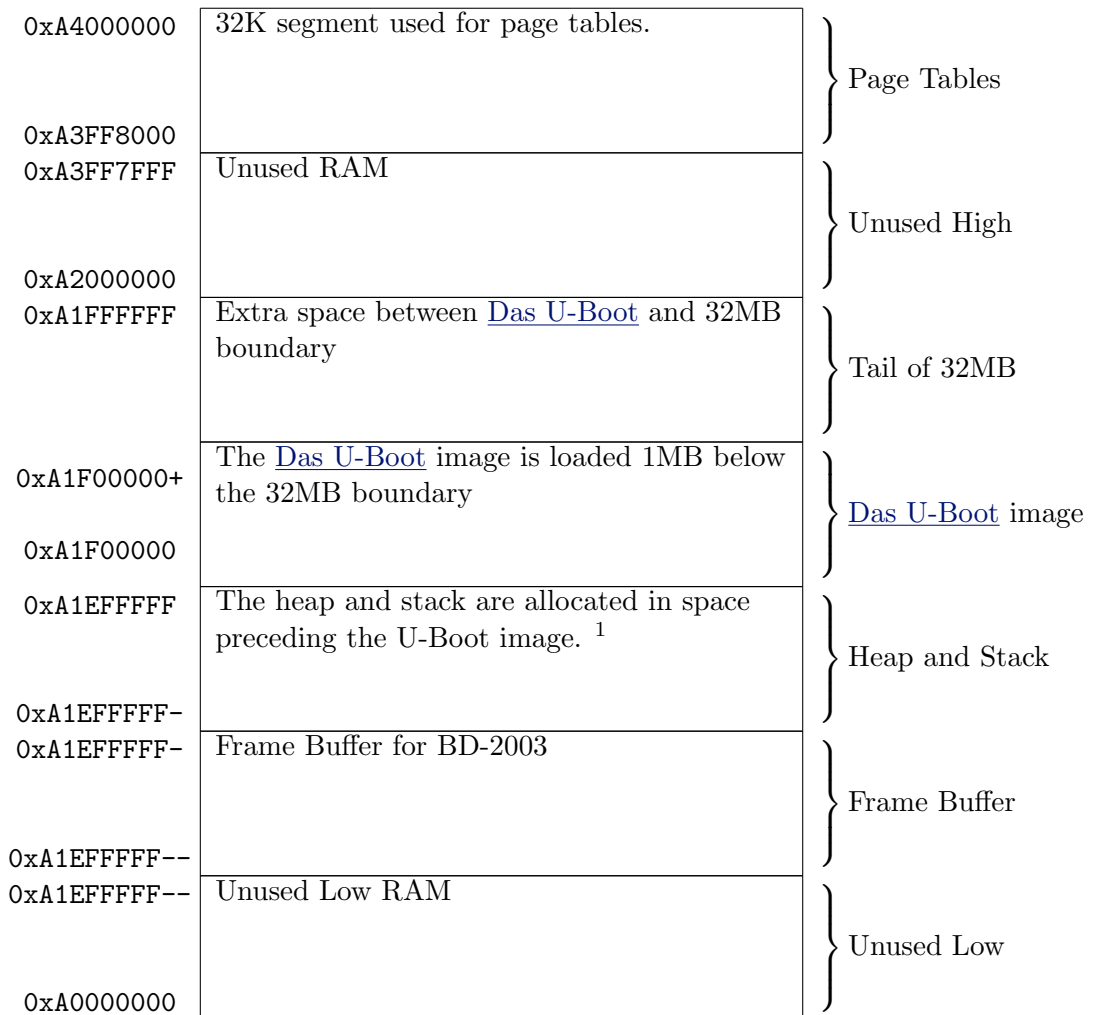 0xA4000000 32K segment used for page tables.
Page Tables
0xA3FF8000
0xA3FF7FFF Unused RAM
Unused High
0xA2000000
0xA1FFFFFF Extra space between Das U-Boot and 32MB
boundary
Tail of 32MB
The Das U-Boot image is loaded 1MB below
0xA1F00000+ the 32MB boundary
Das U-Boot image
0xA1F00000
0xA1EFFFFF The heap and stack are allocated in space
preceding the U-Boot image. 1
Heap and Stack
0xA1EFFFFF-
0xA1EFFFFF- Frame Buffer for BD-2003
Frame Buffer
0xA1EFFFFF--
0xA1EFFFFF-- Unused Low RAM
Unused Low
0xA0000000